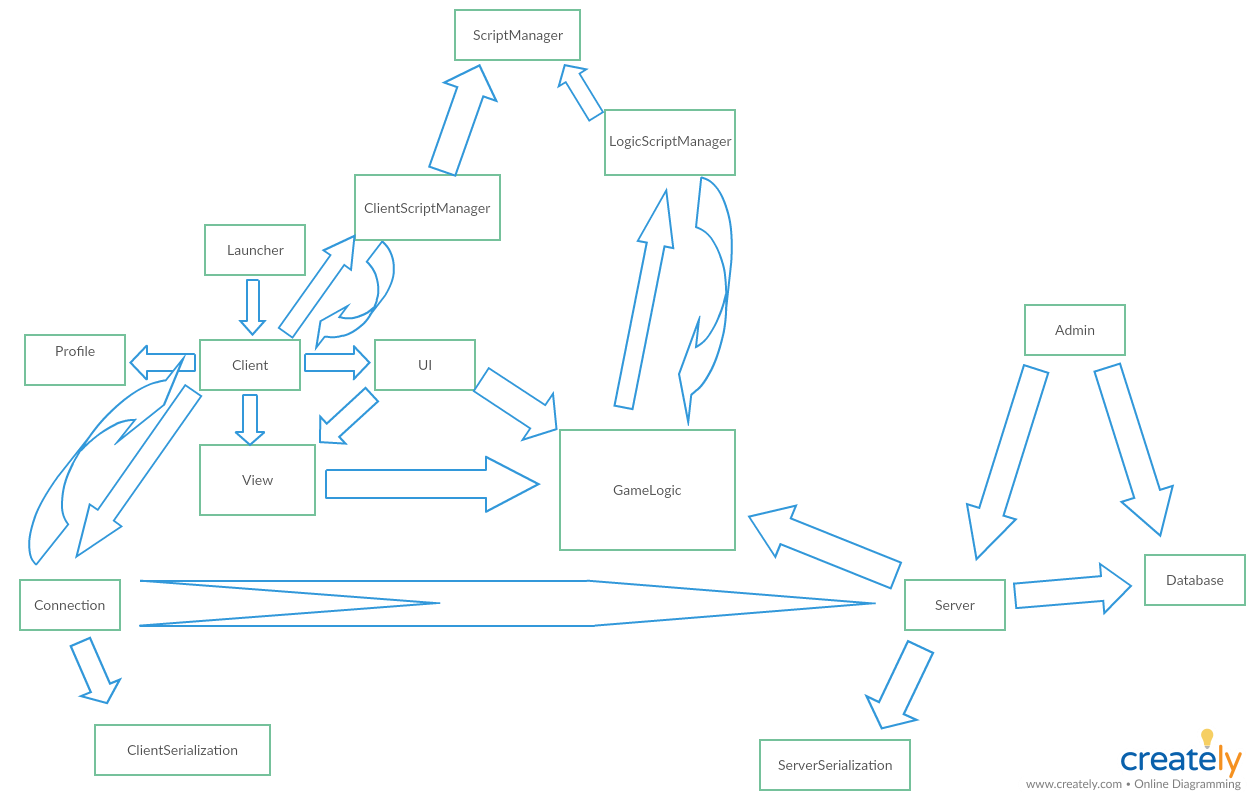 ScriptManager
LogicScriptManager
ClientScriptManager
Launcher
Profile
Client
UI
Admin
View
GameLogic
Connection
Server
Database
ClientSerialization
ServerSerialization
creately
www.creately.com • Online Diagramming